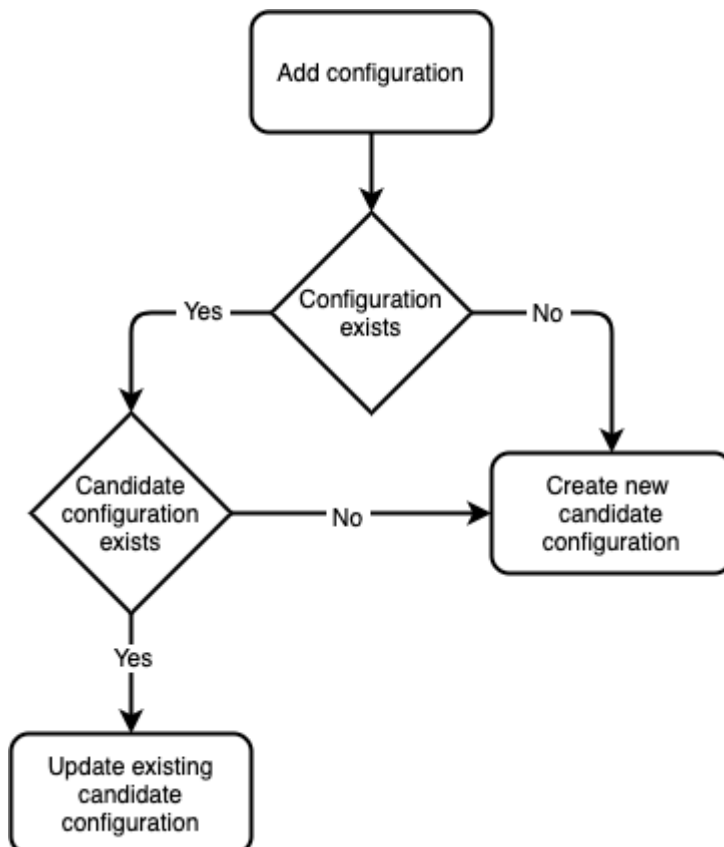 Add configuration
Configuration
exists
Yes
No
Candidate
configuration
exists
No
Create new
candidate
configuration
Yes
Update existing
candidate
configuration